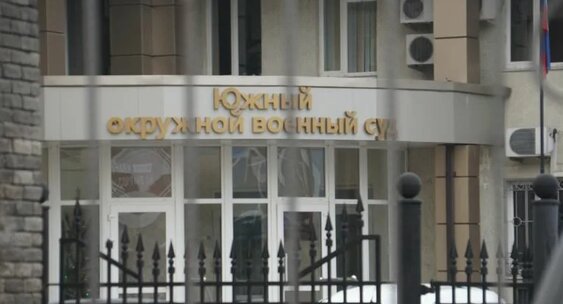 Южный
окружной военный суд